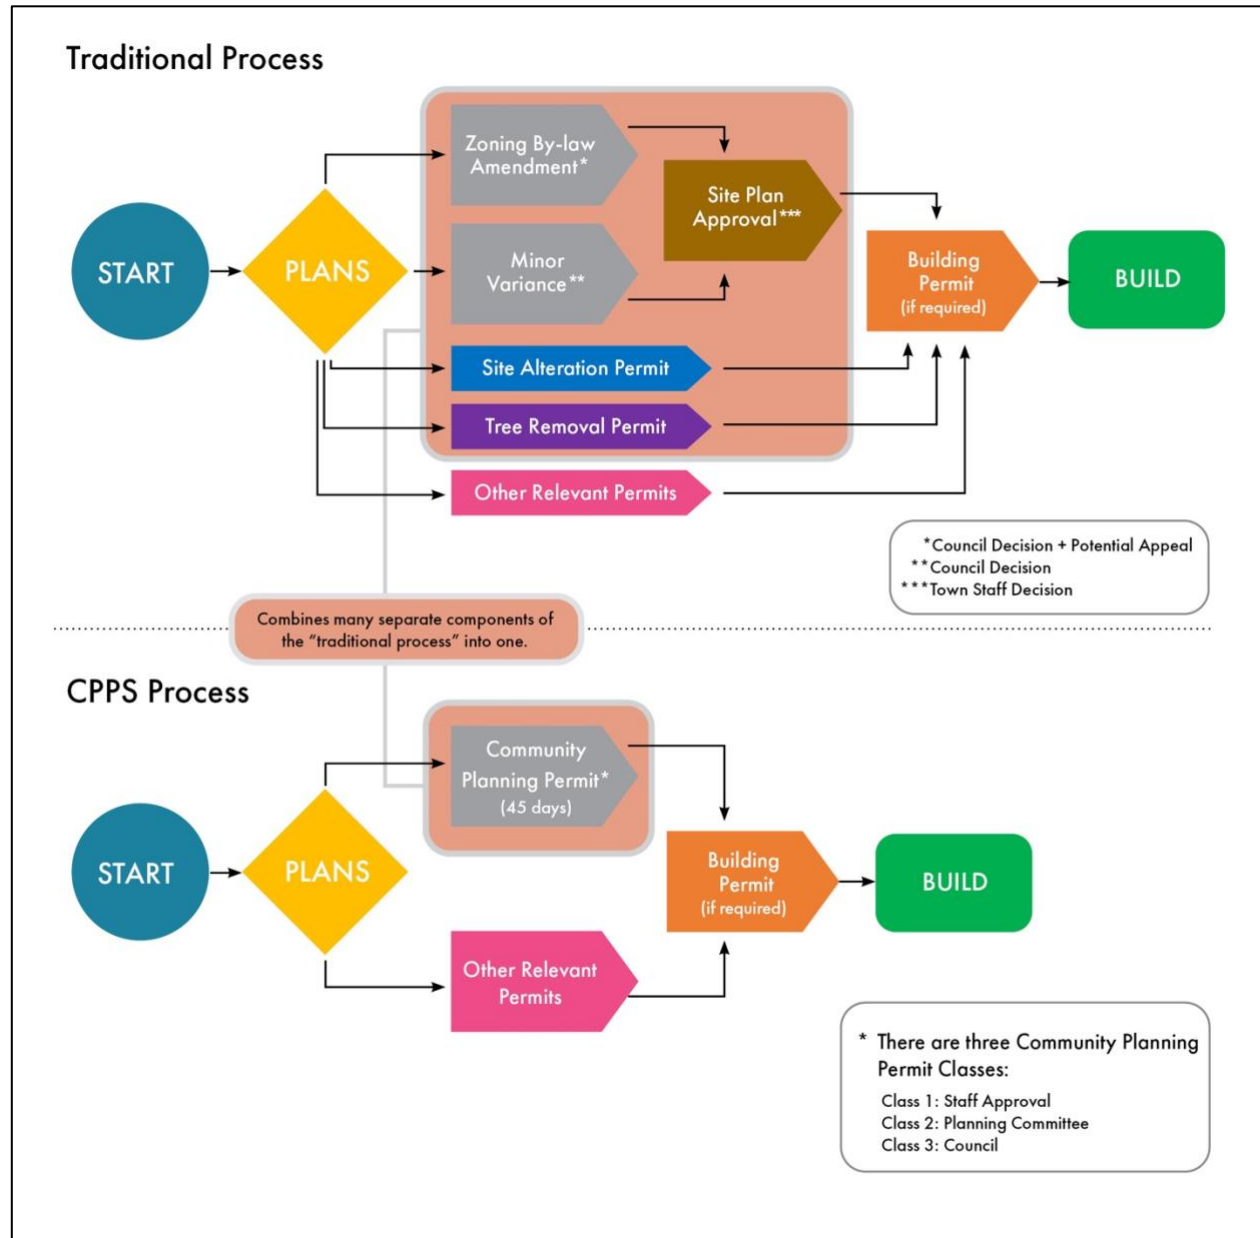 Traditional Process
Zoning By-law
Amendment*
Site Plan
Approval***
START
PLANS
Minor
Variance**
Building
Permit
(if required)
BUILD
Site Alteration Permit
Tree Removal Permit
Other Relevant Permits
*Council Decision + Potential Appeal
**Council Decision
***Town Staff Decision
Combines many separate components of
the “traditional process” into one.
CPPS Process
Community
Planning Permit*
(45 days)
START
PLANS
Building
Permit
(if required)
BUILD
Other Relevant
Permits
* There are three Community Planning
Permit Classes:
Class 1: Staff Approval
Class 2: Planning Committee
Class 3: Council